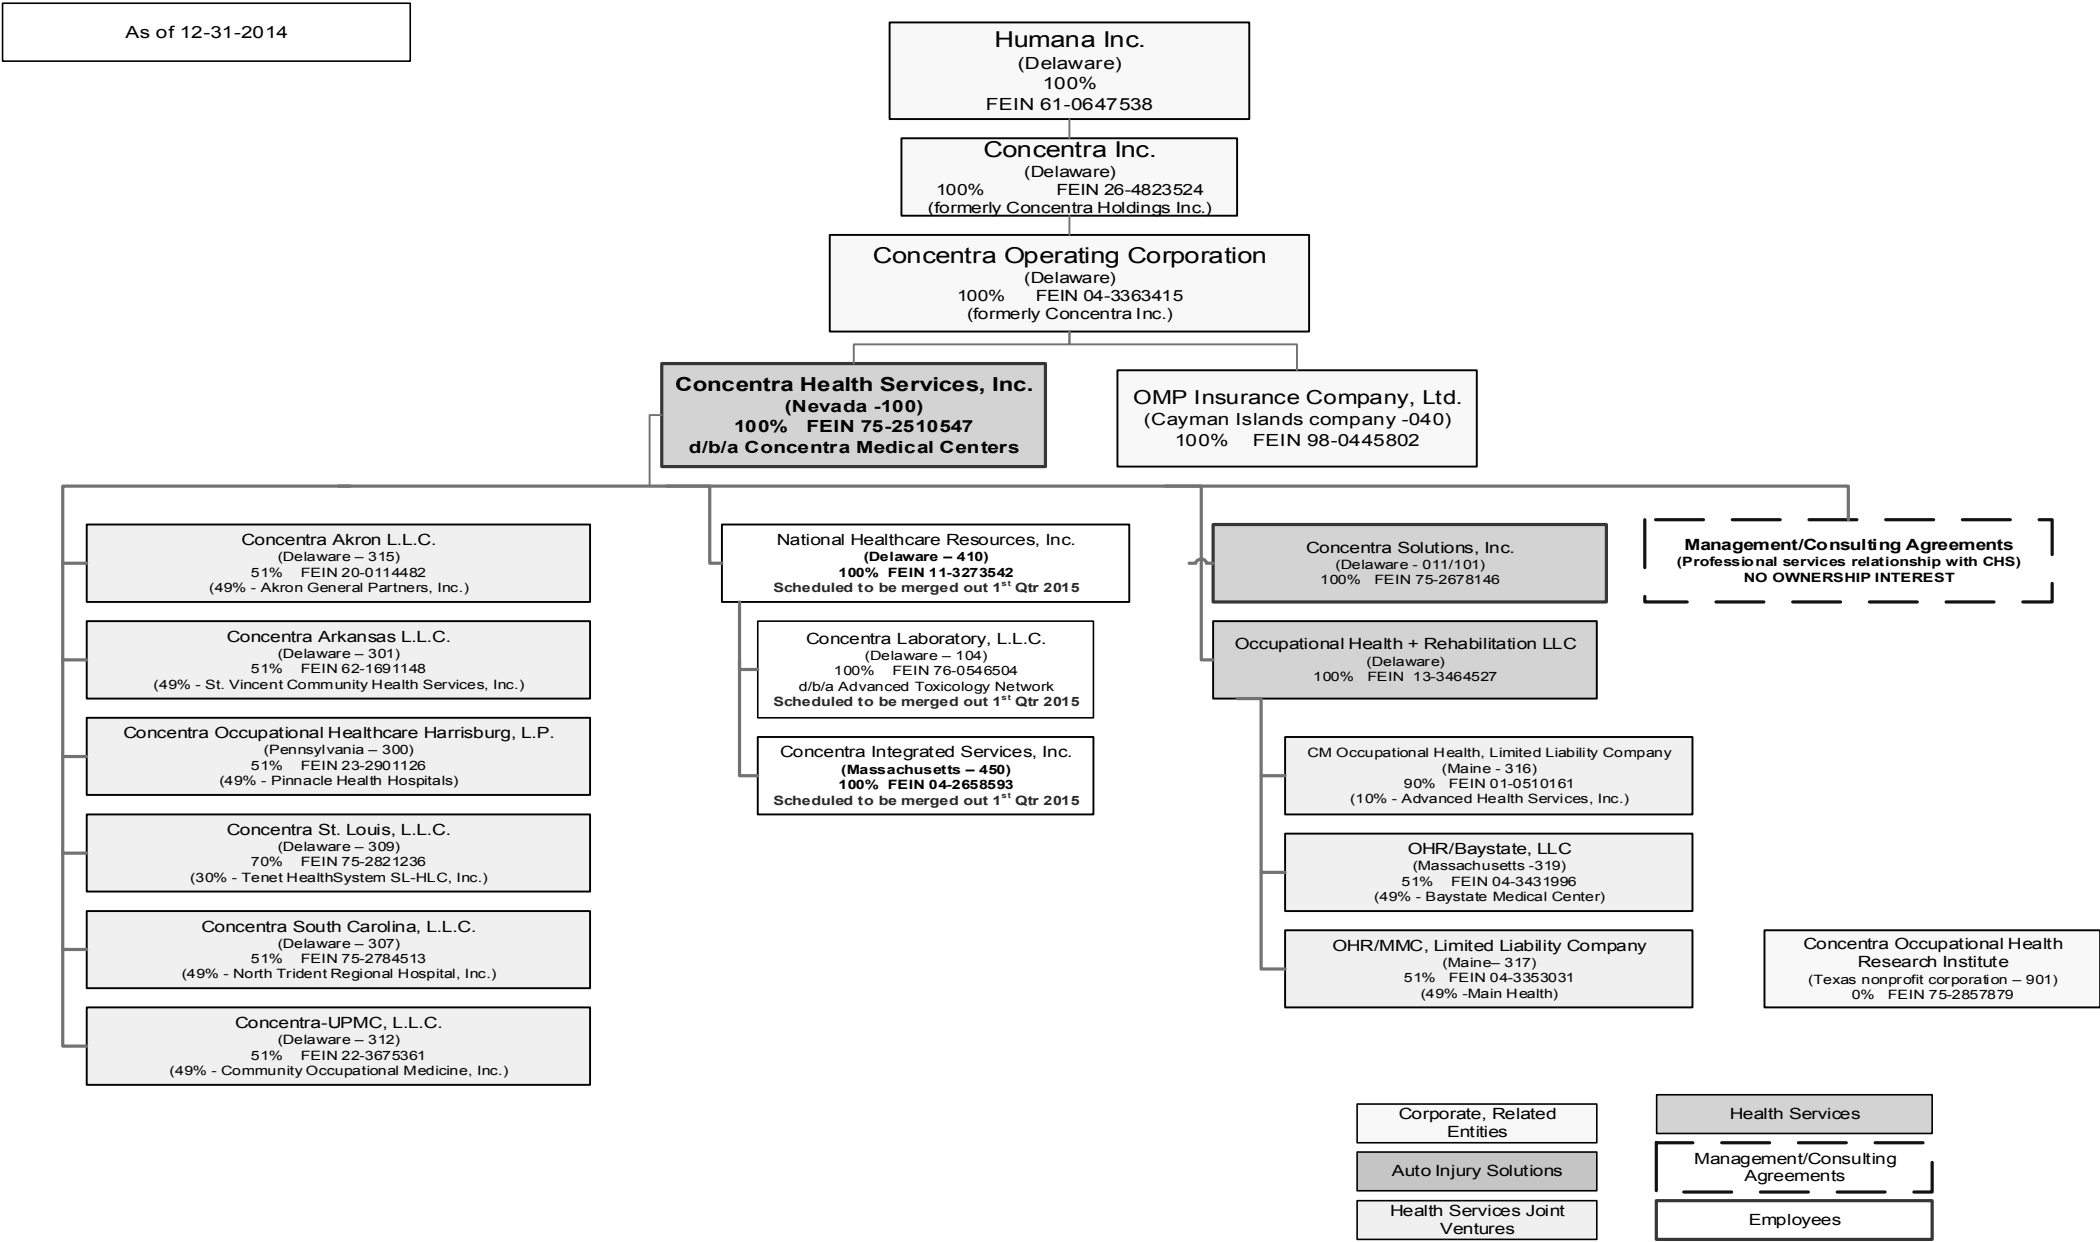 As of 12-31-2014
Humana Inc.
(Delaware)
100%
FEIN 61-0647538
Concentra Inc.
(Delaware)
100% FEIN 26-4823524
(formerly Concentra Holdings Inc.)
Concentra Operating Corporation
(Delaware)
100% FEIN 04-3363415
(formerly Concentra Inc.)
Concentra Health Services, Inc.
(Nevada -100)
100% FEIN 75-2510547
d/b/a Concentra Medical Centers
OMP Insurance Company, Ltd.
(Cayman Islands company -040)
100% FEIN 98-0445802
Concentra Akron L.L.C.
(Delaware – 315)
51% FEIN 20-0114482
(49% - Akron General Partners, Inc.)
Concentra Arkansas L.L.C.
(Delaware – 301)
51% FEIN 62-1691148
(49% - St. Vincent Community Health Services, Inc.)
Concentra Occupational Healthcare Harrisburg, L.P.
(Pennsylvania – 300)
51% FEIN 23-2901126
(49% - Pinnacle Health Hospitals)
Concentra St. Louis, L.L.C.
(Delaware – 309)
70% FEIN 75-2821236
(30% - Tenet HealthSystem SL-HLC, Inc.)
Concentra South Carolina, L.L.C.
(Delaware – 307)
51% FEIN 75-2784513
(49% - North Trident Regional Hospital, Inc.)
Concentra-UPMC, L.L.C.
(Delaware – 312)
51% FEIN 22-3675361
(49% - Community Occupational Medicine, Inc.)
National Healthcare Resources, Inc.
(Delaware – 410)
100% FEIN 11-3273542
Scheduled to be merged out 1st Qtr 2015
Concentra Laboratory, L.L.C.
(Delaware – 104)
100% FEIN 76-0546504
d/b/a Advanced Toxicology Network
Scheduled to be merged out 1st Qtr 2015
Concentra Integrated Services, Inc.
(Massachusetts – 450)
100% FEIN 04-2658593
Scheduled to be merged out 1st Qtr 2015
Concentra Solutions, Inc.
(Delaware - 011/101)
100% FEIN 75-2678146
Occupational Health + Rehabilitation LLC
(Delaware)
100% FEIN 13-3464527
CM Occupational Health, Limited Liability Company
(Maine - 316)
90% FEIN 01-0510161
(10% - Advanced Health Services, Inc.)
OHR/Baystate, LLC
(Massachusetts -319)
51% FEIN 04-3431996
(49% - Baystate Medical Center)
OHR/MMC, Limited Liability Company
(Maine– 317)
51% FEIN 04-3353031
(49% -Main Health)
Management/Consulting Agreements
(Professional services relationship with CHS)
NO OWNERSHIP INTEREST
Concentra Occupational Health
Research Institute
(Texas nonprofit corporation – 901)
0% FEIN 75-2857879
Corporate, Related
Entities
Auto Injury Solutions
Health Services Joint
Ventures
Health Services
Management/Consulting
Agreements
Employees